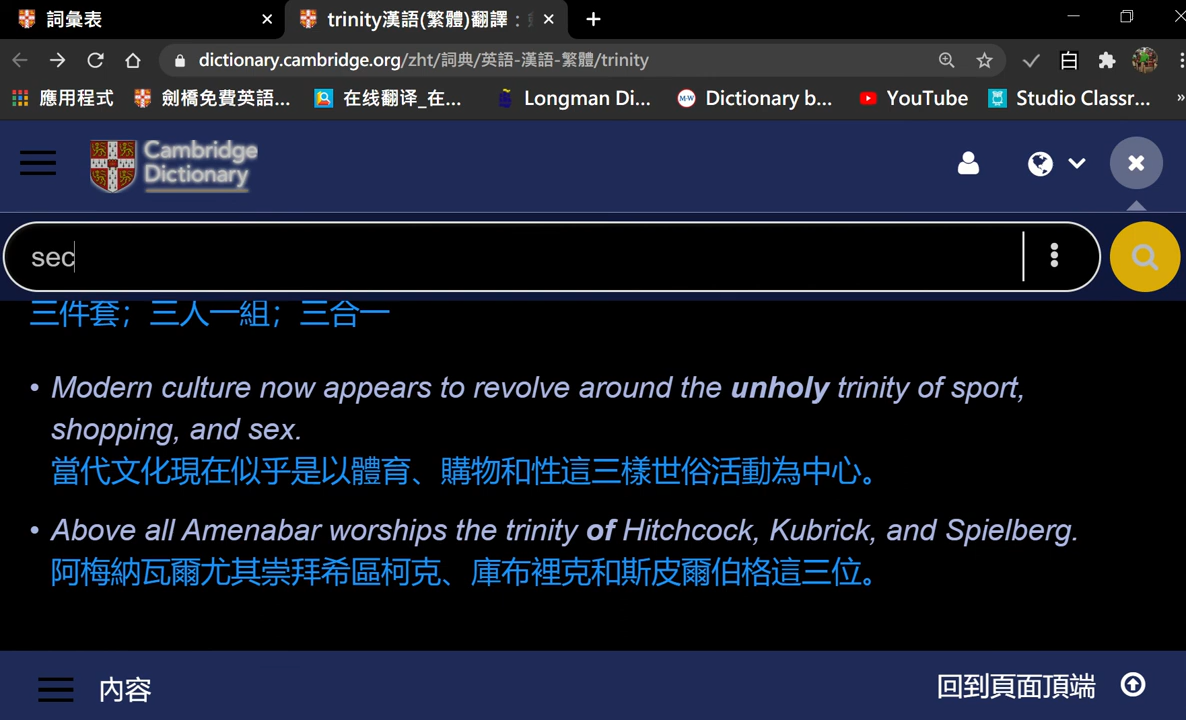 詞彙表
trinity漢語(繁體)翻譯：
dictionary.cambridge.org/zht/詞典/英語-漢語-繁體/trinity
白
應用程式
劍橋免費英語...
在线翻译_在...
Longman Di...
Dictionary b...
YouTube
Studio Classr...
»
Cambridge
Dictionary
sec
三件套；三人一組；三合一
• Modern culture now appears to revolve around the unholy trinity of sport,
shopping, and sex.
當代文化現在似乎是以體育、購物和性這三樣世俗活動為中心。
• Above all Amenabar worships the trinity of Hitchcock, Kubrick, and Spielberg.
阿梅納瓦爾尤其崇拜希區柯克、庫布裡克和斯皮爾伯格這三位。
內容
回到頁面頂端